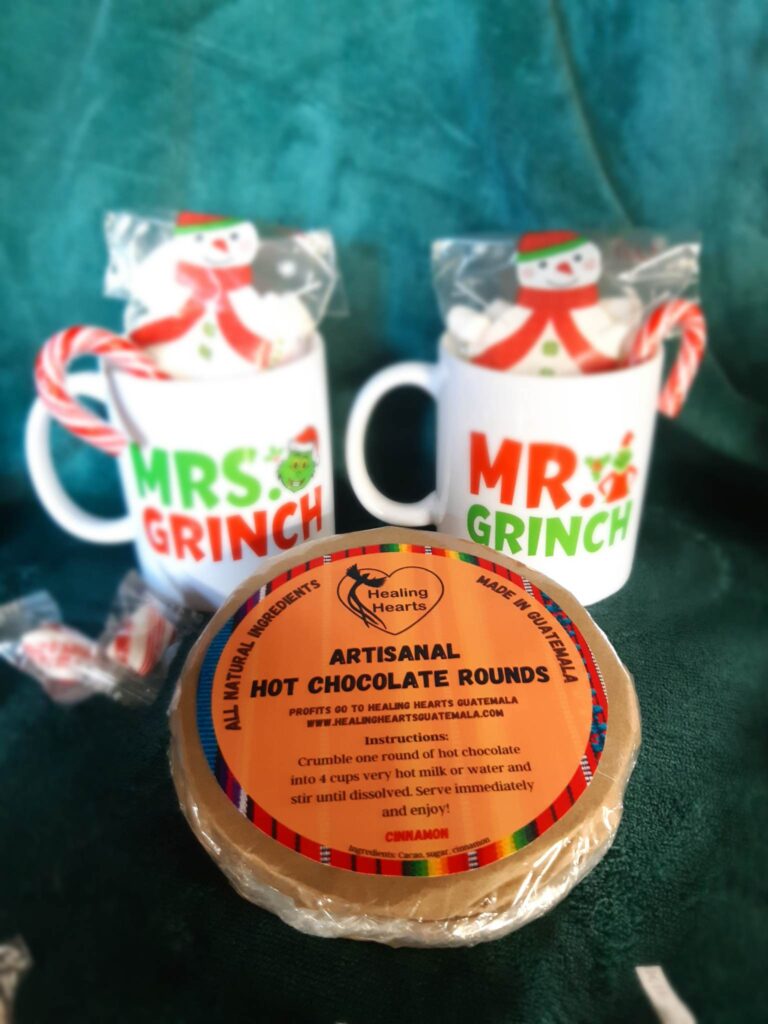 MRS.
GRINCH
MR.
GRINCH
Healing
Hearts
ALL NATURAL INGREDIENTS
MADE IN GUATEMALA
ARTISANAL
HOT CHOCOLATE ROUNDS
PROFITS GO TO HEALING HEARTS GUATEMALA
WWW.HEALINGHEARTSGUATEMALA.COM
Instructions:
Crumble one round of hot chocolate
into 4 cups very hot milk or water and
stir until dissolved. Serve immediately
and enjoy!
CINNAMON
Ingredients: Cacao, sugar, cinnamon